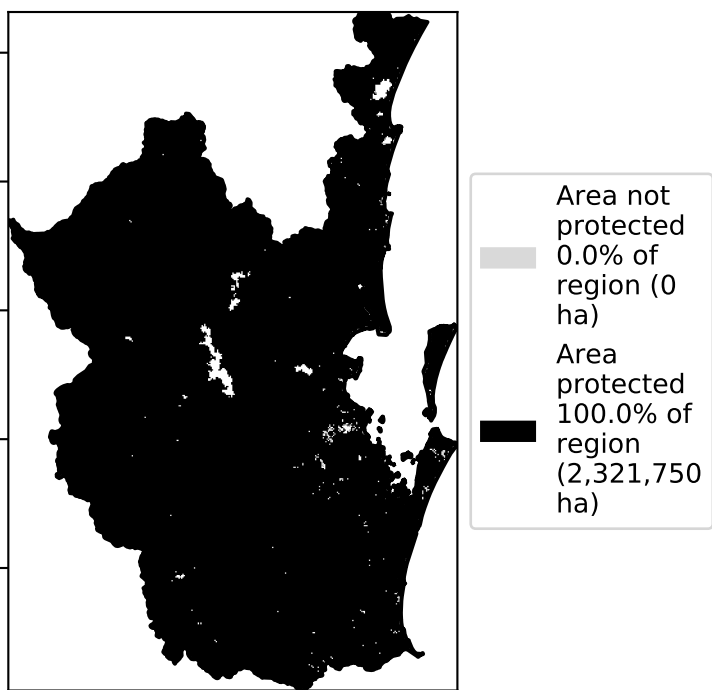 Area not
protected
0.0% of
region (0
ha)
Area
protected
100.0% of
region
(2,321,750
ha)